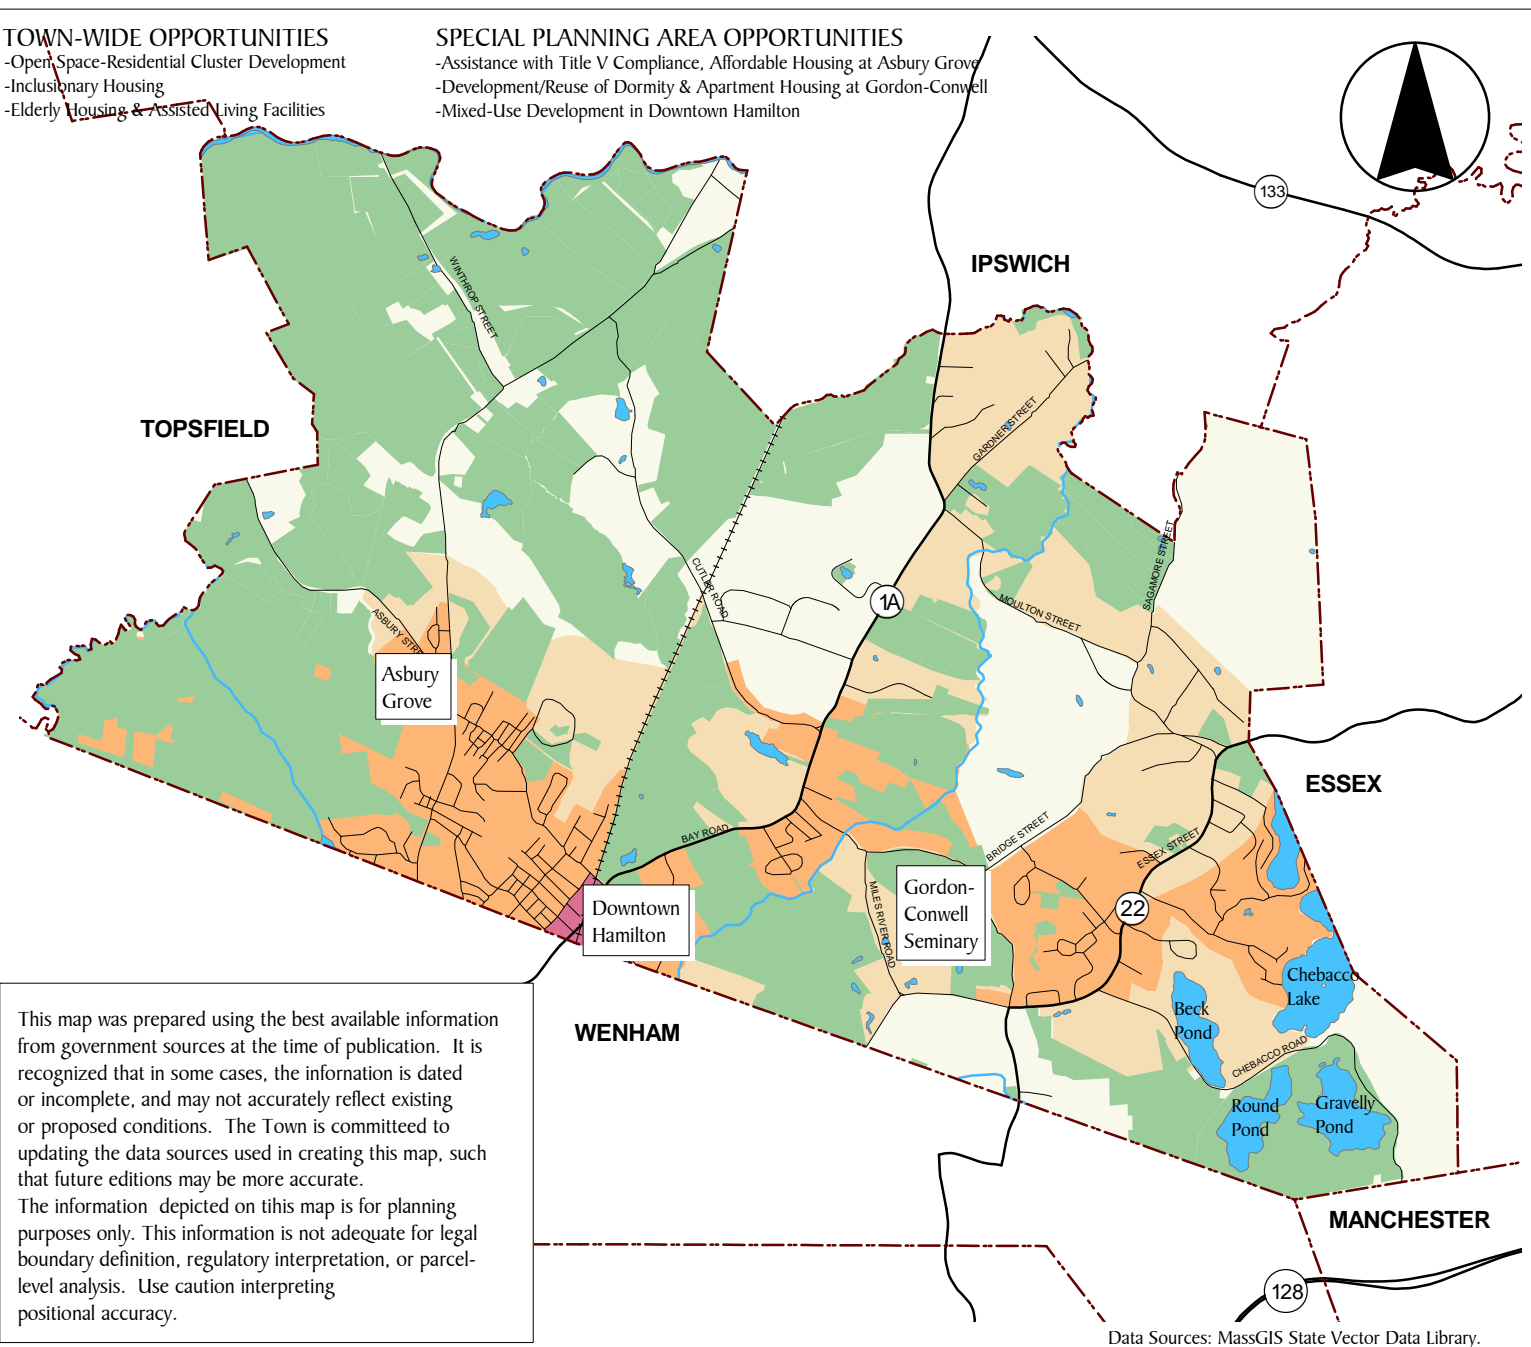 TOWN-WIDE OPPORTUNITIES
-Open Space-Residential Cluster Development
-Inclusionary Housing
-Elderly Housing & Assisted Living Facilities
SPECIAL PLANNING AREA OPPORTUNITIES
-Assistance with Title V Compliance, Affordable Housing at Asbury Grove
-Development/Reuse of Dormity & Apartment Housing at Gordon-Conwell
-Mixed-Use Development in Downtown Hamilton
133
IPSWICH
WINTHROP STREET
TOPSFIELD
GARDNER STREET
SAGAMORE STREET
CUTLER ROAD
1A
MOULTON STREET
ASBURY STRE
Asbury
Grove
ESSEX
BAY ROAD
BRIDGE STREET
ESSEX STREET
MILES RIVER ROAD
Gordon-
Conwell
Seminary
22
Downtown
Hamilton
Chebacco
Lake
Beck
Pond
WENHAM
CHEBACCO ROAD
Round
Pond
Gravelly
Pond
MANCHESTER
128
This map was prepared using the best available information
from government sources at the time of publication.  It is
recognized that in some cases, the infornation is dated
or incomplete, and may not accurately reflect existing
or proposed conditions.  The Town is committeed to
updating the data sources used in creating this map, such
that future editions may be more accurate.
The information  depicted on tihis map is for planning
purposes only. This information is not adequate for legal
boundary definition, regulatory interpretation, or parcel-
level analysis.  Use caution interpreting
positional accuracy.
Data Sources: MassGIS State Vector Data Library.